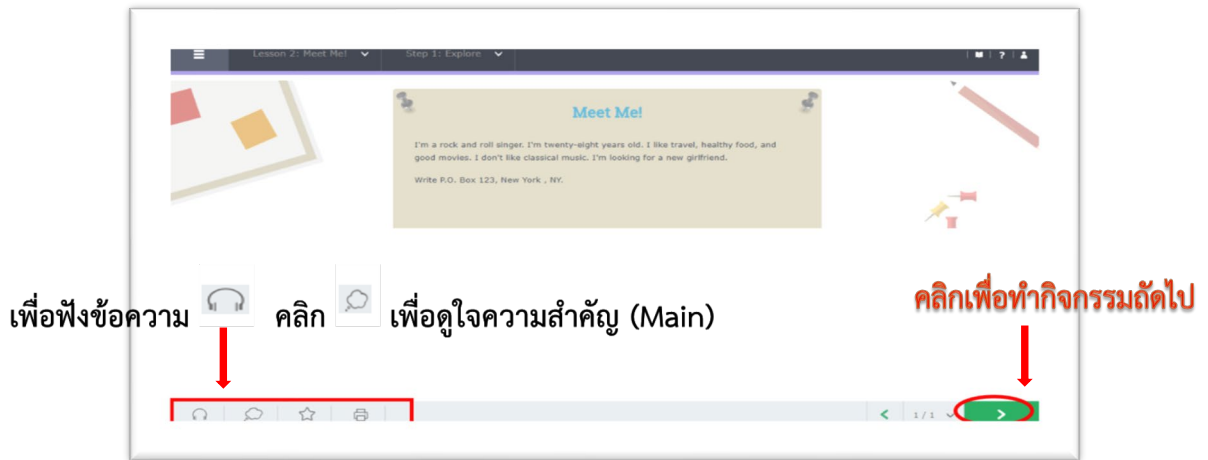 Lesson 2: Meet Me! Step 1: Explore ?
Meet Me!
I'm a rock and roll singer. I'm twenty-eight years old. I like travel, healthy food, and
good movies. I don't like classical music. I'm looking for a new girlfriend.
Write P.O. Box 123, New York , NY.
คลิกเพื่อทำกิจกรรมถัดไป
เพื่อฟังข้อความ คลิก เพื่อดูใจความสำคัญ (Main)
1/1